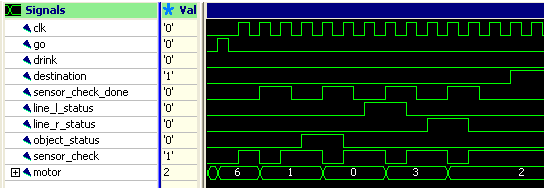 Signals Val
clk '0'
go '0'
drink '0'
destination '1'
sensor_check_done '0'
line_l_status '0'
line_r_status '0'
object_status '0'
sensor_check '1'
motor 2 6 1 0 3 2